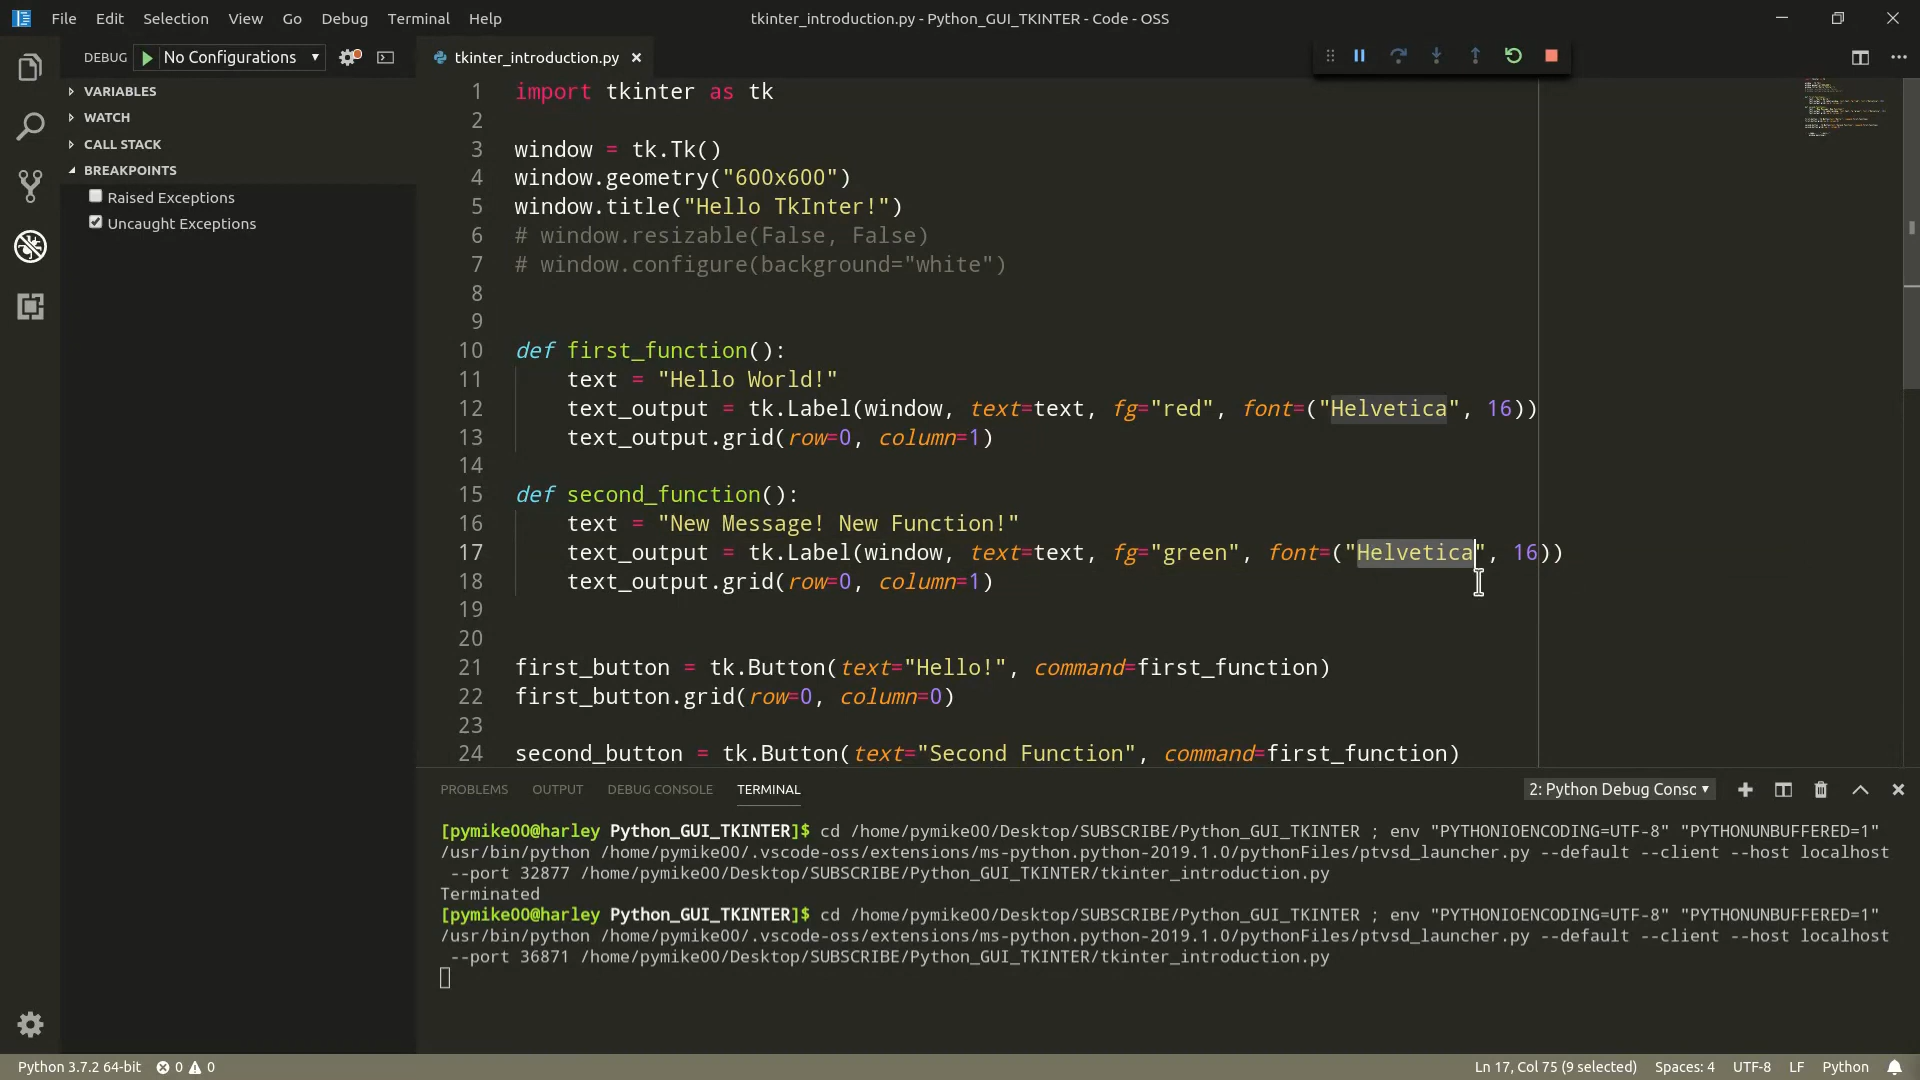 File Edit Selection View Go Debug Terminal Help
tkinter_introduction.py - Python_GUI_TKINTER - Code - OSS
DEBUG No Configurations
tkinter_introduction.py
VARIABLES
WATCH
CALL STACK
BREAKPOINTS
Raised Exceptions
Uncaught Exceptions
1 import tkinter as tk
2
3 window = tk.Tk()
4 window.geometry("600x600")
5 window.title("Hello TkInter!")
6 # window.resizable(False, False)
7 # window.configure(background="white")
8
9
10 def first_function():
11     text = "Hello World!"
12     text_output = tk.Label(window, text=text, fg="red", font=("Helvetica", 16))
13     text_output.grid(row=0, column=1)
14
15 def second_function():
16     text = "New Message! New Function!"
17     text_output = tk.Label(window, text=text, fg="green", font=("Helvetica", 16))
18     text_output.grid(row=0, column=1)
19
20
21 first_button = tk.Button(text="Hello!", command=first_function)
22 first_button.grid(row=0, column=0)
23
24 second_button = tk.Button(text="Second Function", command=first_function)
PROBLEMS OUTPUT DEBUG CONSOLE TERMINAL
2: Python Debug Consc
[pymike00@harley Python_GUI_TKINTER]$ cd /home/pymike00/Desktop/SUBSCRIBE/Python_GUI_TKINTER ; env "PYTHONIOENCODING=UTF-8" "PYTHONUNBUFFERED=1"
/usr/bin/python /home/pymike00/.vscode-oss/extensions/ms-python.python-2019.1.0/pythonFiles/ptvsd_launcher.py --default --client --host localhost
--port 32877 /home/pymike00/Desktop/SUBSCRIBE/Python_GUI_TKINTER/tkinter_introduction.py
Terminated
[pymike00@harley Python_GUI_TKINTER]$ cd /home/pymike00/Desktop/SUBSCRIBE/Python_GUI_TKINTER ; env "PYTHONIOENCODING=UTF-8" "PYTHONUNBUFFERED=1"
/usr/bin/python /home/pymike00/.vscode-oss/extensions/ms-python.python-2019.1.0/pythonFiles/ptvsd_launcher.py --default --client --host localhost
--port 36871 /home/pymike00/Desktop/SUBSCRIBE/Python_GUI_TKINTER/tkinter_introduction.py
Python 3.7.2 64-bit 0 0
Ln 17, Col 75 (9 selected) Spaces: 4 UTF-8 LF Python